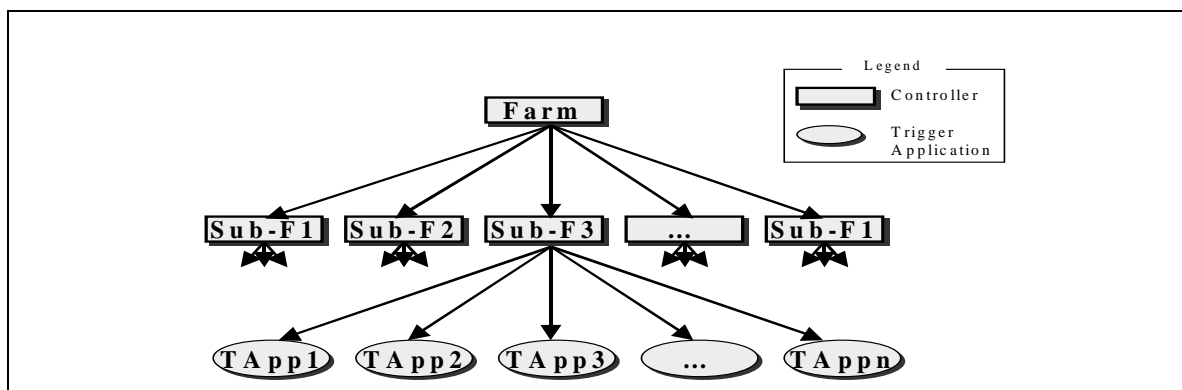 Legend
Controller
Trigger
Application
Farm
Sub-F1 Sub-F2 Sub-F3 ... Sub-F1
TApp1 TApp2 TApp3 ... TAppn